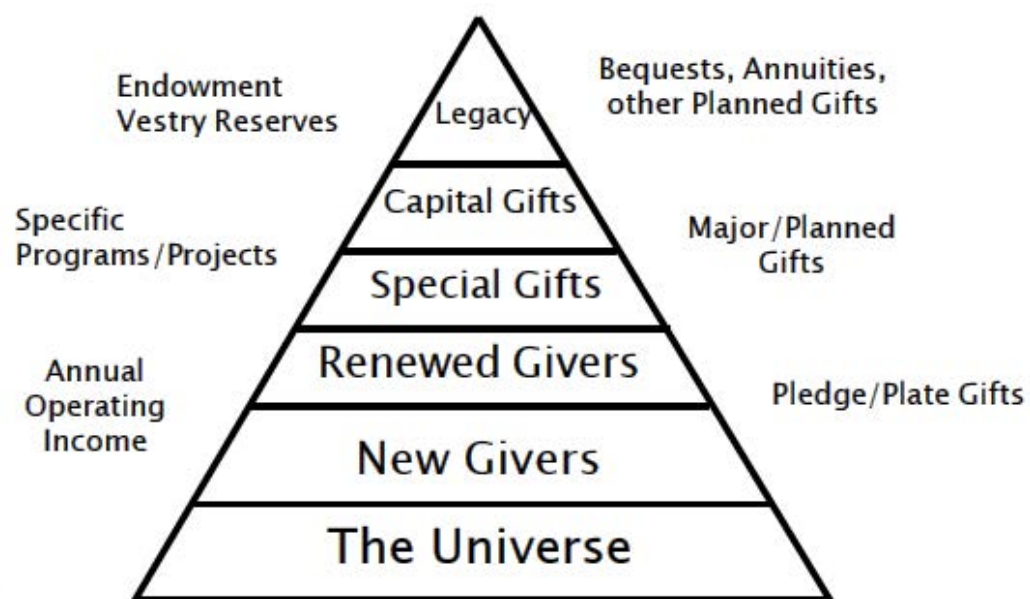 Endowment
Vestry Reserves
Bequests, Annuities,
other Planned Gifts
Legacy
Capital Gifts
Specific
Programs/Projects
Major/Planned
Gifts
Special Gifts
Renewed Givers
Annual
Operating
Income
Pledge/Plate Gifts
New Givers
The Universe